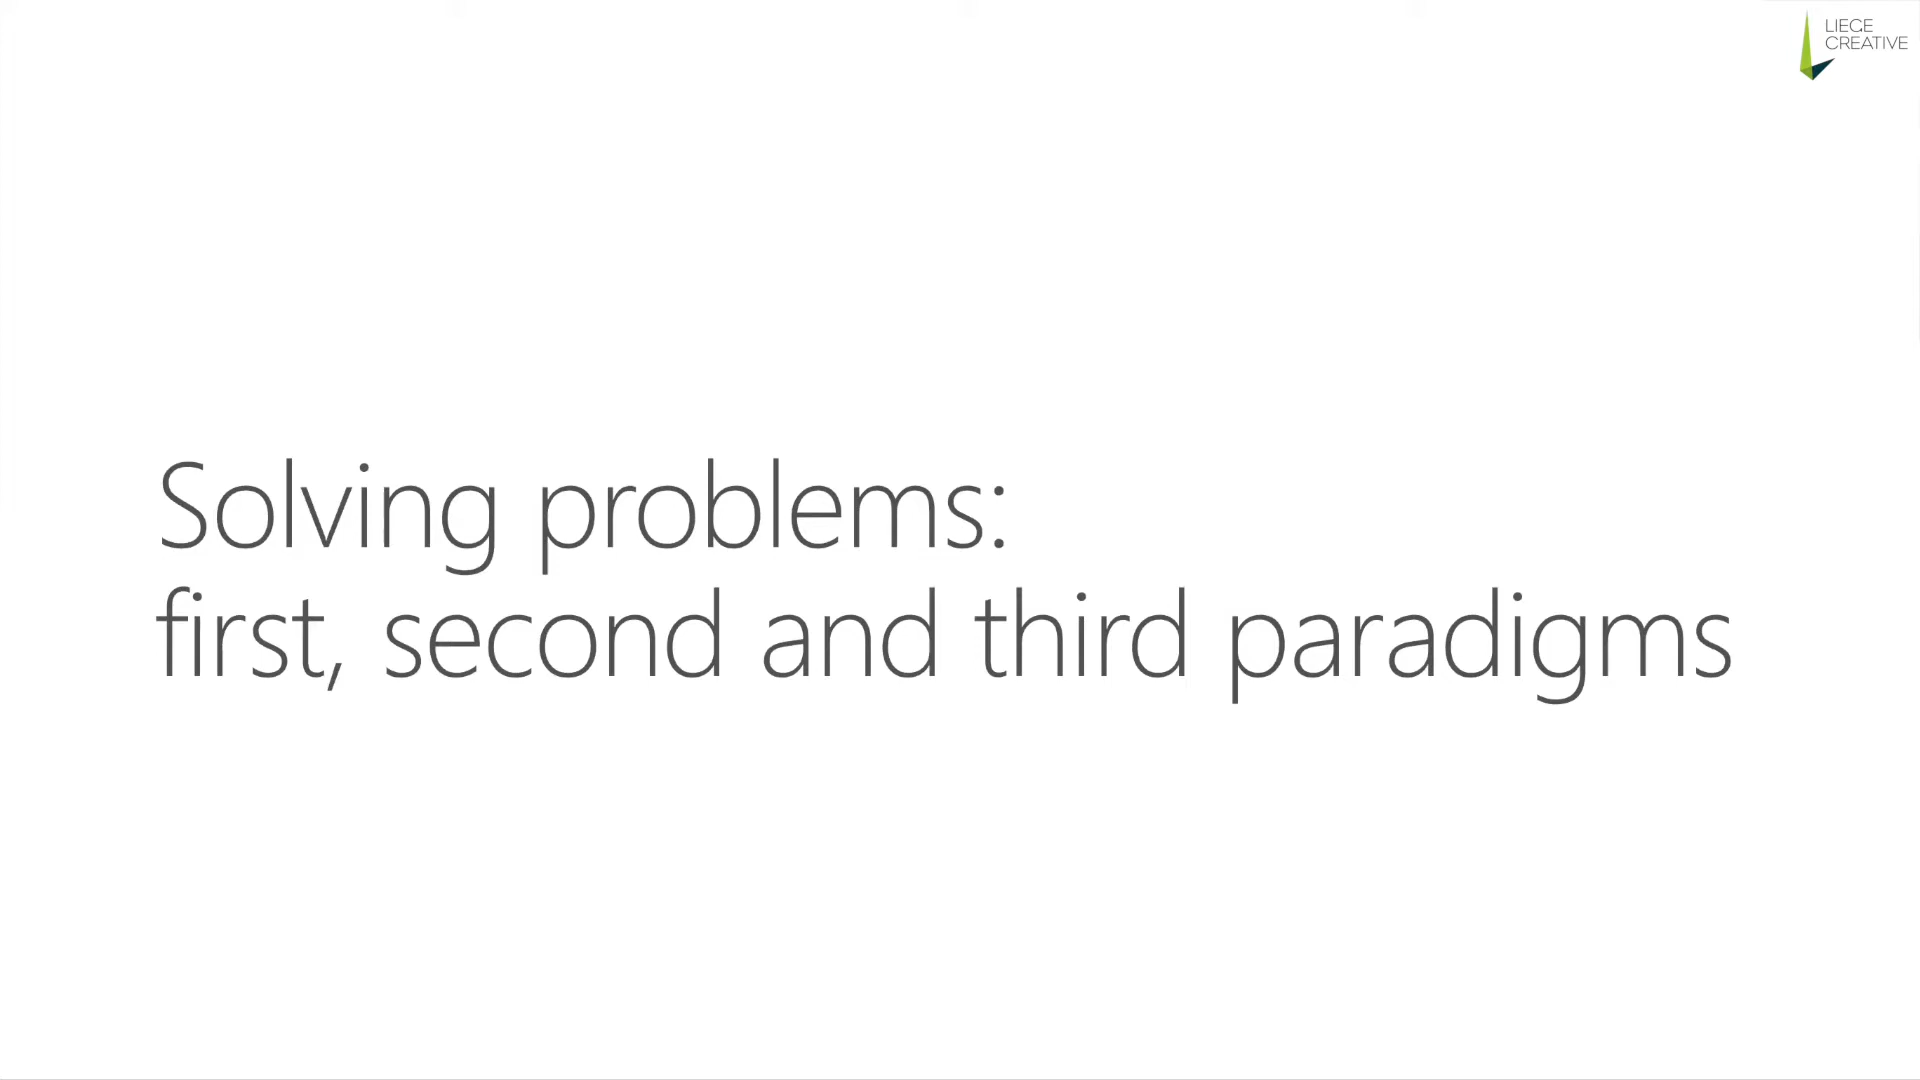 LIEGE
CREATIVE
Solving problems:
first, second and third paradigms